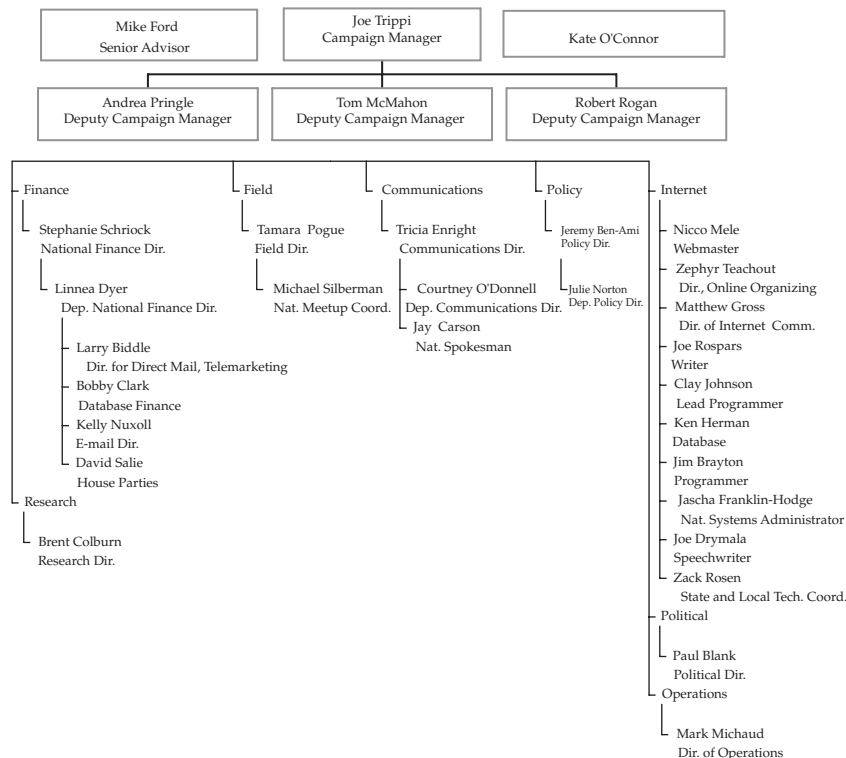 Mike Ford
Senior Advisor
Joe Trippi
Campaign Manager
Kate O'Connor
Andrea Pringle
Deputy Campaign Manager
Tom McMahon
Deputy Campaign Manager
Robert Rogan
Deputy Campaign Manager
Finance
Stephanie Schriock
National Finance Dir.
Linnea Dyer
Dep. National Finance Dir.
Larry Biddle
Dir. for Direct Mail, Telemarketing
Bobby Clark
Database Finance
Kelly Nuxoll
E-mail Dir.
David Salie
House Parties
Research
Brent Colburn
Research Dir.
Field
Tamara Pogue
Field Dir.
Michael Silberman
Nat. Meetup Coord.
Communications
Tricia Enright
Communications Dir.
Courtney O'Donnell
Dep. Communications Dir.
Jay Carson
Nat. Spokesman
Policy
Jeremy Ben-Ami
Policy Dir.
Julie Norton
Dep. Policy Dir.
Internet
Nicco Mele
Webmaster
Zephyr Teachout
Dir., Online Organizing
Matthew Gross
Dir. of Internet Comm.
Joe Rospars
Writer
Clay Johnson
Lead Programmer
Ken Herman
Database
Jim Brayton
Programmer
Jascha Franklin-Hodge
Nat. Systems Administrator
Joe Drymala
Speechwriter
Zack Rosen
State and Local Tech. Coord.
Political
Paul Blank
Political Dir.
Operations
Mark Michaud
Dir. of Operations